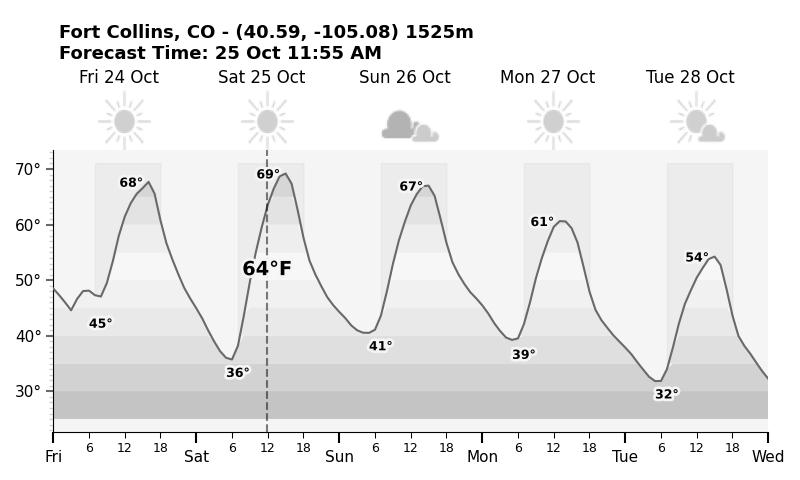 Fort Collins, CO - (40.59, -105.08) 1525m
Forecast Time: 25 Oct 11:55 AM
Fri 24 Oct Sat 25 Oct Sun 26 Oct Mon 27 Oct Tue 28 Oct
70°
68° 69° 67°
60°
61°
54°
64°F
50°
45°
40°
41°
39°
36°
32°
30°
6 12 18 6 12 18 6 12 18 6 12 18 6 12 18
Fri Sat Sun Mon Tue Wed